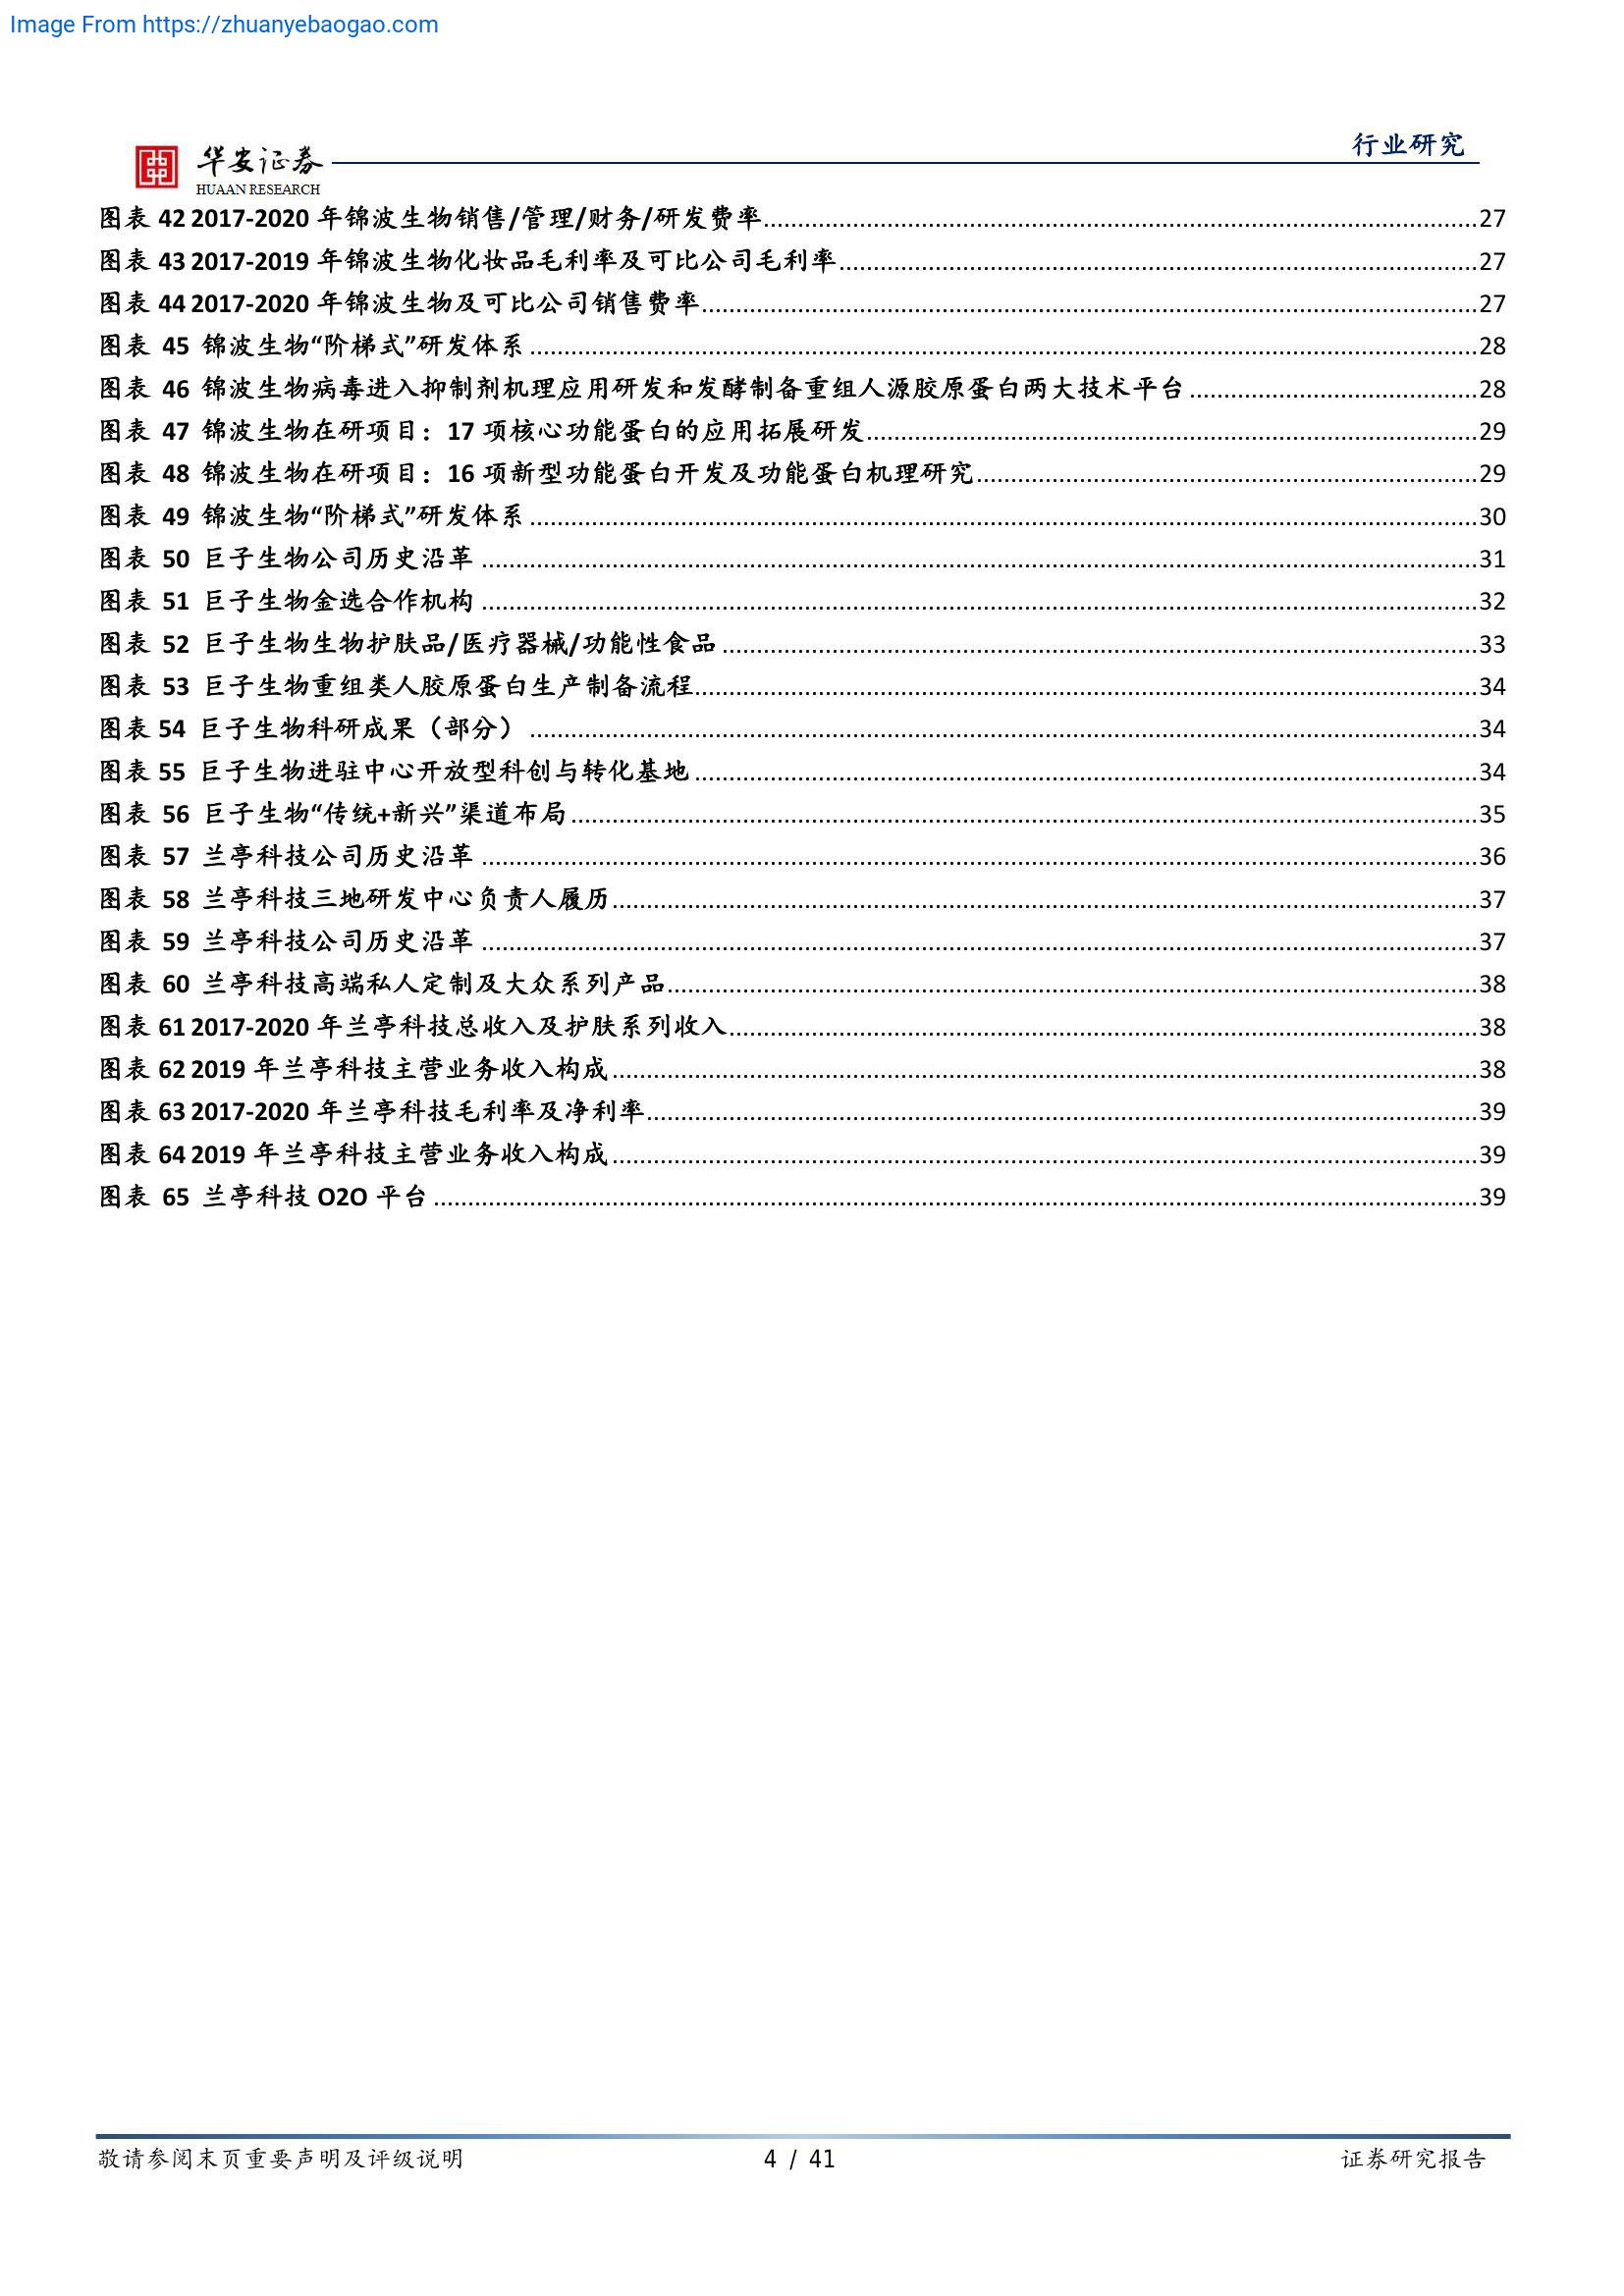 Image From https://zhuanyebaogao.com
行业研究
华安证券
HUAAN RESEARCH
图表 42 2017-2020 年锦波生物销售/管理/财务/研发费率 27
图表 43 2017-2019 年锦波生物化妆品毛利率及可比公司毛利率 27
图表 44 2017-2020 年锦波生物及可比公司销售费率 27
图表 45 锦波生物“阶梯式”研发体系 28
图表 46 锦波生物病毒进入抑制剂机理应用研发和发酵制备重组人源胶原蛋白两大技术平台 28
图表 47 锦波生物在研项目：17 项核心功能蛋白的应用拓展研发 29
图表 48 锦波生物在研项目：16 项新型功能蛋白开发及功能蛋白机理研究 29
图表 49 锦波生物“阶梯式”研发体系 30
图表 50 巨子生物公司历史沿革 31
图表 51 巨子生物金选合作机构 32
图表 52 巨子生物生物护肤品/医疗器械/功能性食品 33
图表 53 巨子生物重组类人胶原蛋白生产制备流程 34
图表 54 巨子生物科研成果（部分） 34
图表 55 巨子生物进驻中心开放型科创与转化基地 34
图表 56 巨子生物“传统+新兴”渠道布局 35
图表 57 兰亭科技公司历史沿革 36
图表 58 兰亭科技三地研发中心负责人履历 37
图表 59 兰亭科技公司历史沿革 37
图表 60 兰亭科技高端私人定制及大众系列产品 38
图表 61 2017-2020 年兰亭科技总收入及护肤系列收入 38
图表 62 2019 年兰亭科技主营业务收入构成 38
图表 63 2017-2020 年兰亭科技毛利率及净利率 39
图表 64 2019 年兰亭科技主营业务收入构成 39
图表 65 兰亭科技 O2O 平台 39
敬请参阅末页重要声明及评级说明 4 / 41 证券研究报告